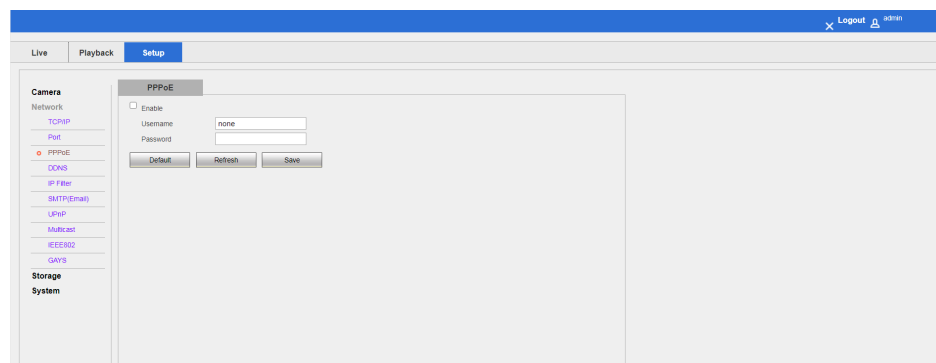 Logout admin
Live Playback Setup
Camera
Network
TCP/IP
Port
PPPoE
DDNS
IP Filter
SMTP(Email)
UPnP
Multicast
IEEE802
GAYS
Storage
System
PPPoE
Enable
Username none
Password
Default Refresh Save